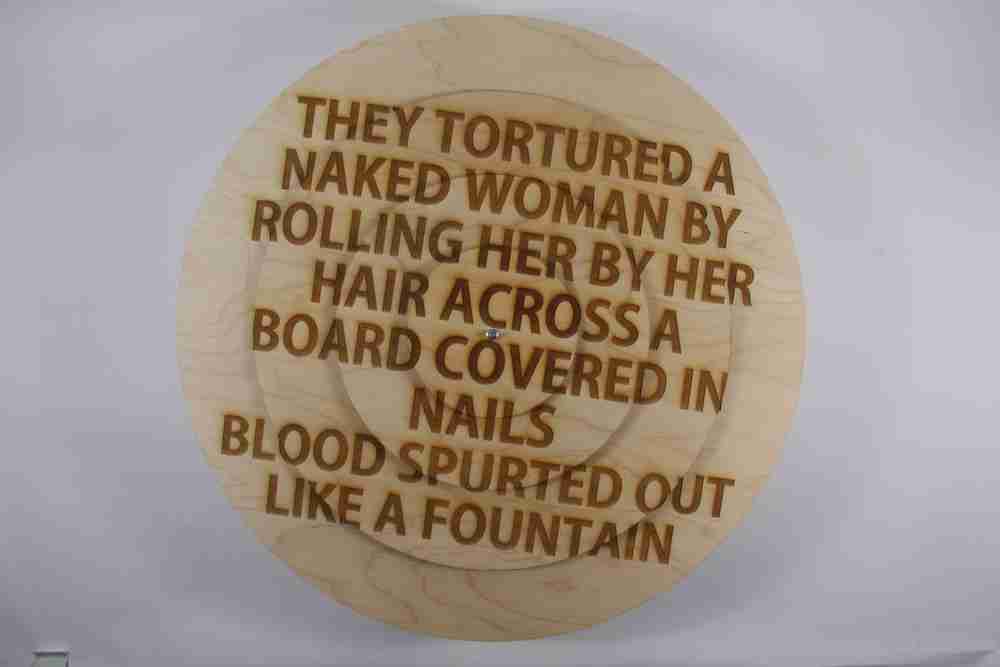 THEY TORTURED A
NAKED WOMAN BY
ROLLING HER BY HER
HAIR ACROSS A
BOARD COVERED IN
NAILS
BLOOD SPURTED OUT
LIKE A FOUNTAIN